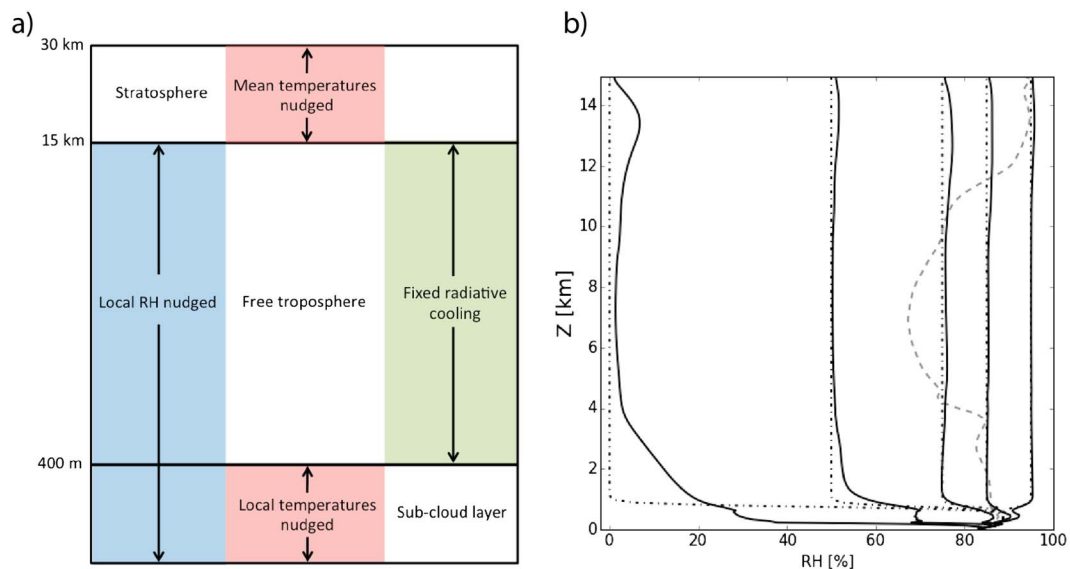 a)
30 km
Stratosphere
Mean temperatures
nudged
15 km
Local RH nudged
Free troposphere
Fixed radiative
cooling
400 m
Local temperatures
nudged
Sub-cloud layer
b)
Z [km]
14
12
10
8
6
4
2
0
0
20
40
60
80
100
RH [%]